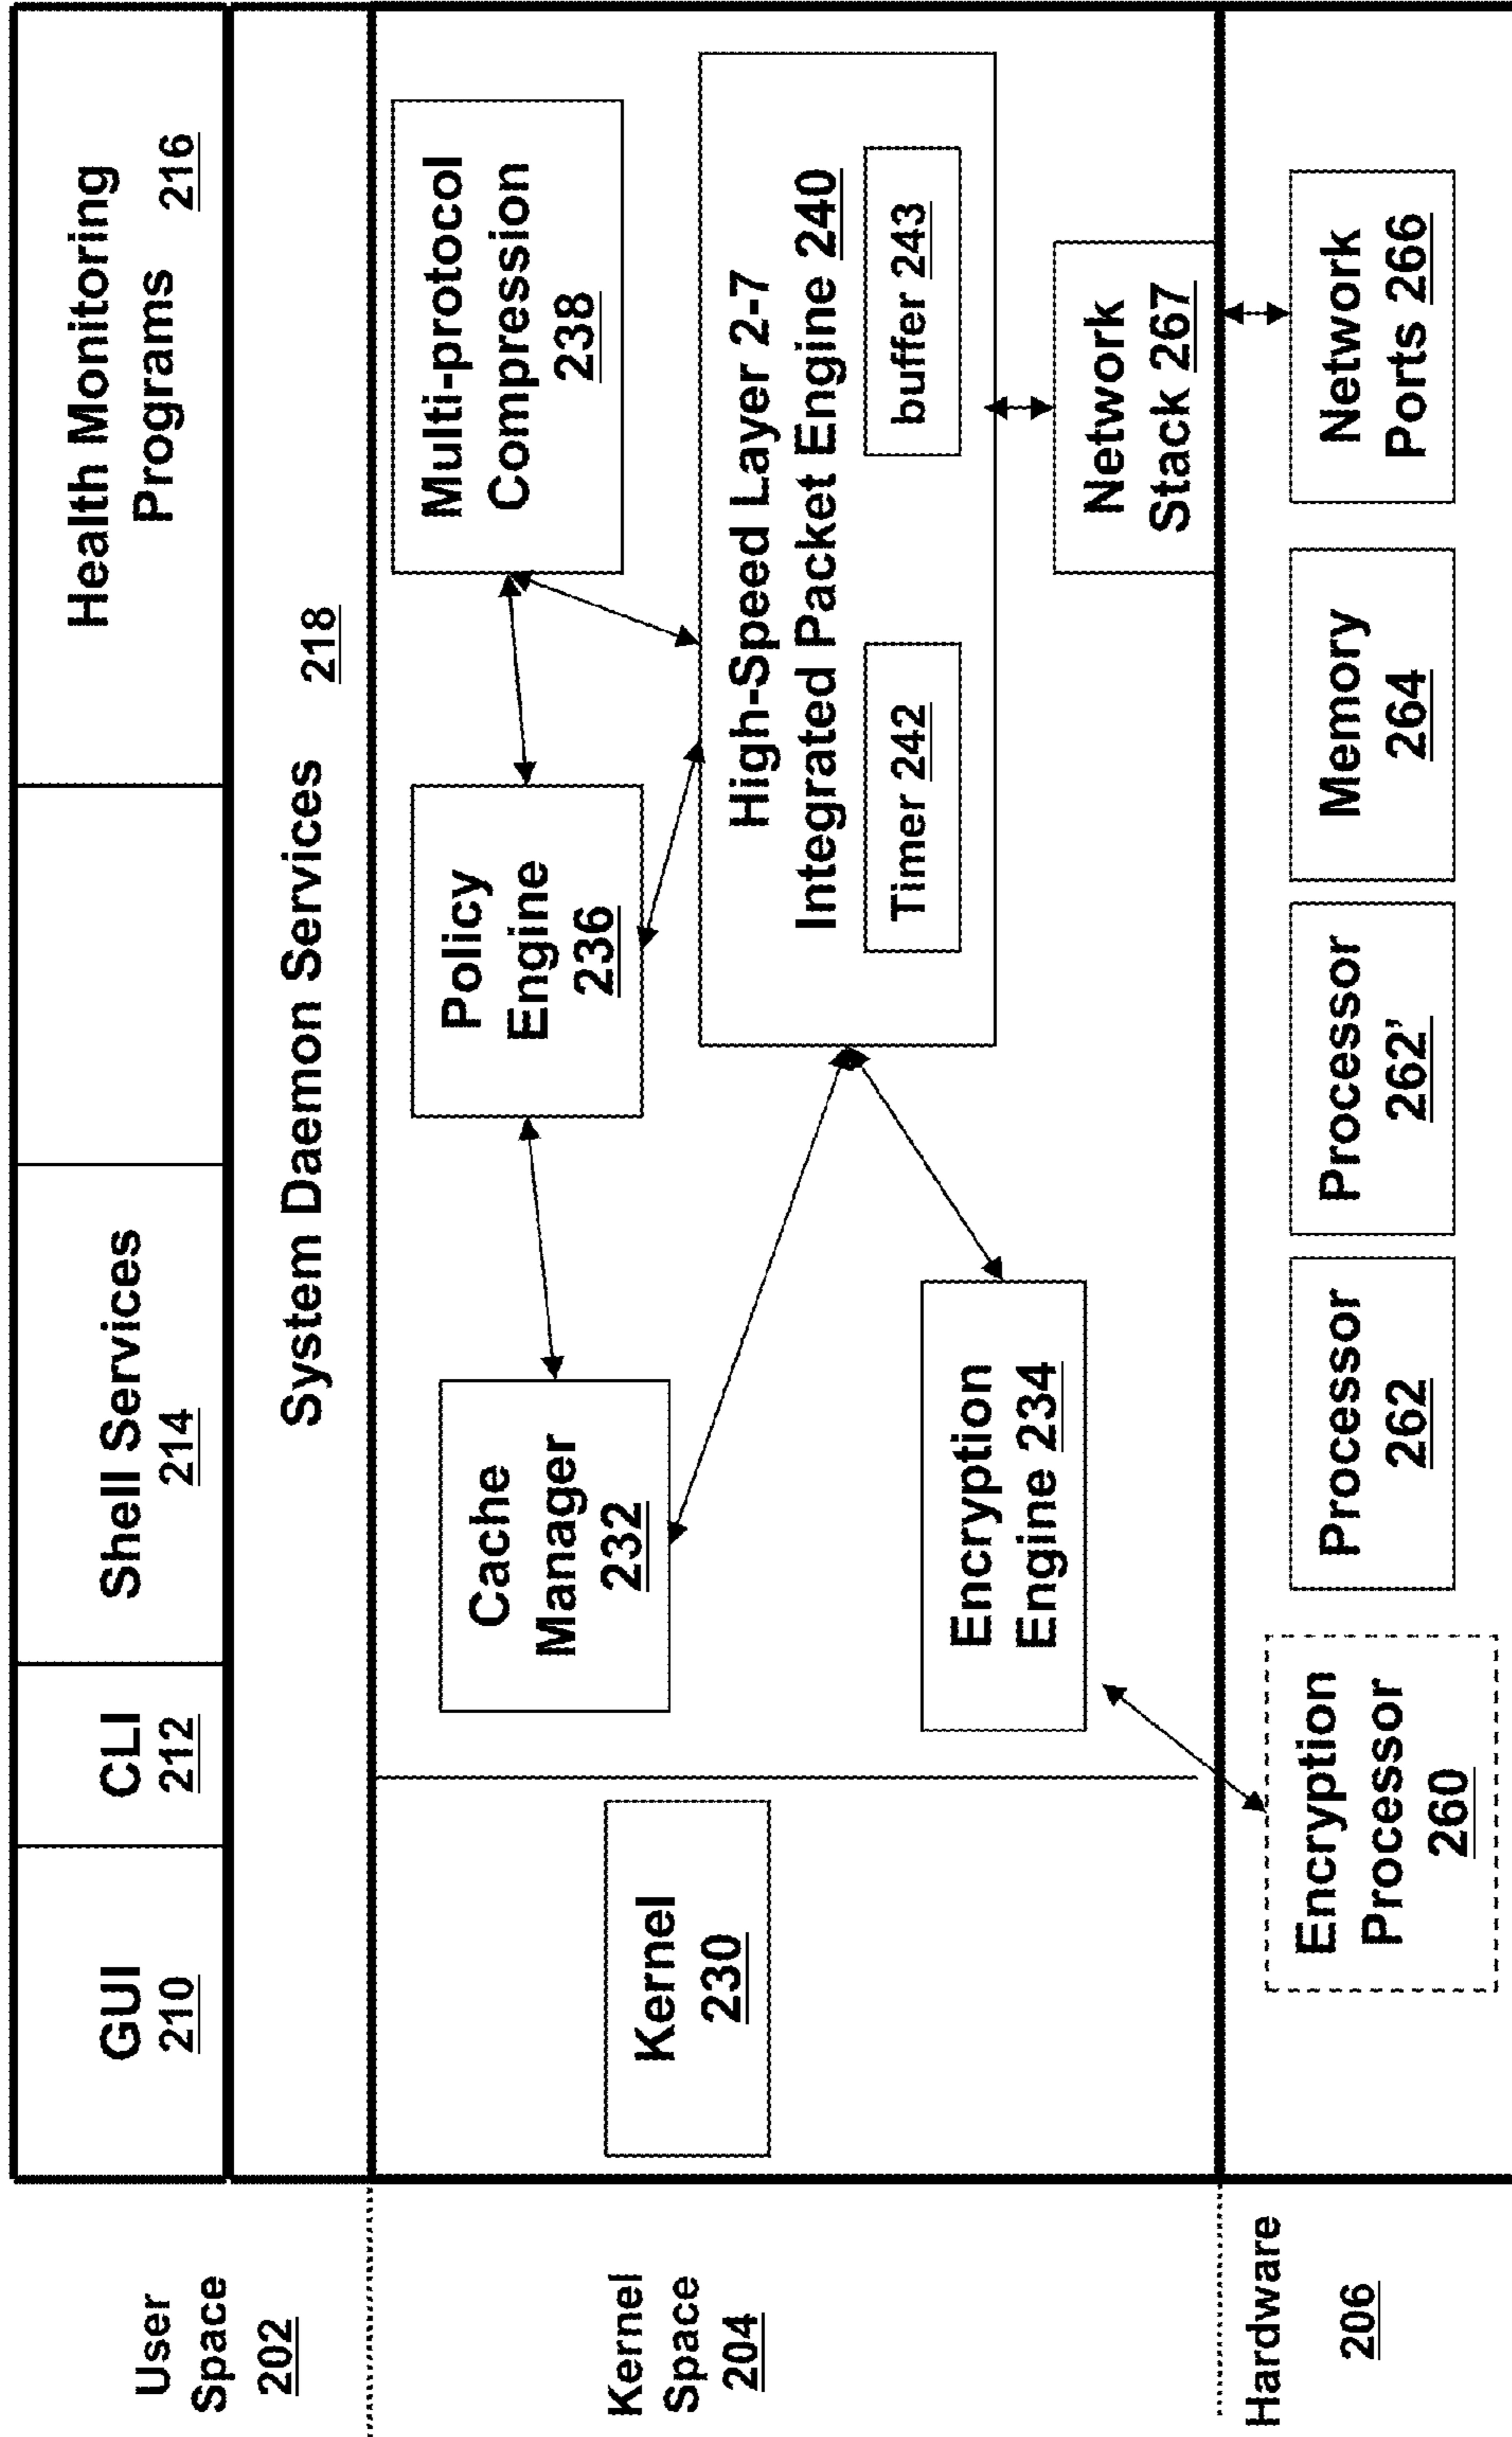 User
Space
202
GUI
210
CLI
212
Shell Services
214
Health Monitoring
Programs 216
System Daemon Services 218
Kernel
Space
204
Kernel
230
Cache
Manager
232
Policy
Engine
236
Multi-protocol
Compression
238
High-Speed Layer 2-7
Integrated Packet Engine 240
Timer 242
buffer 243
Encryption
Engine 234
Network
Stack 267
Hardware
206
Encryption
Processor
260
Processor
262
Processor
262’
Memory
264
Network
Ports 266